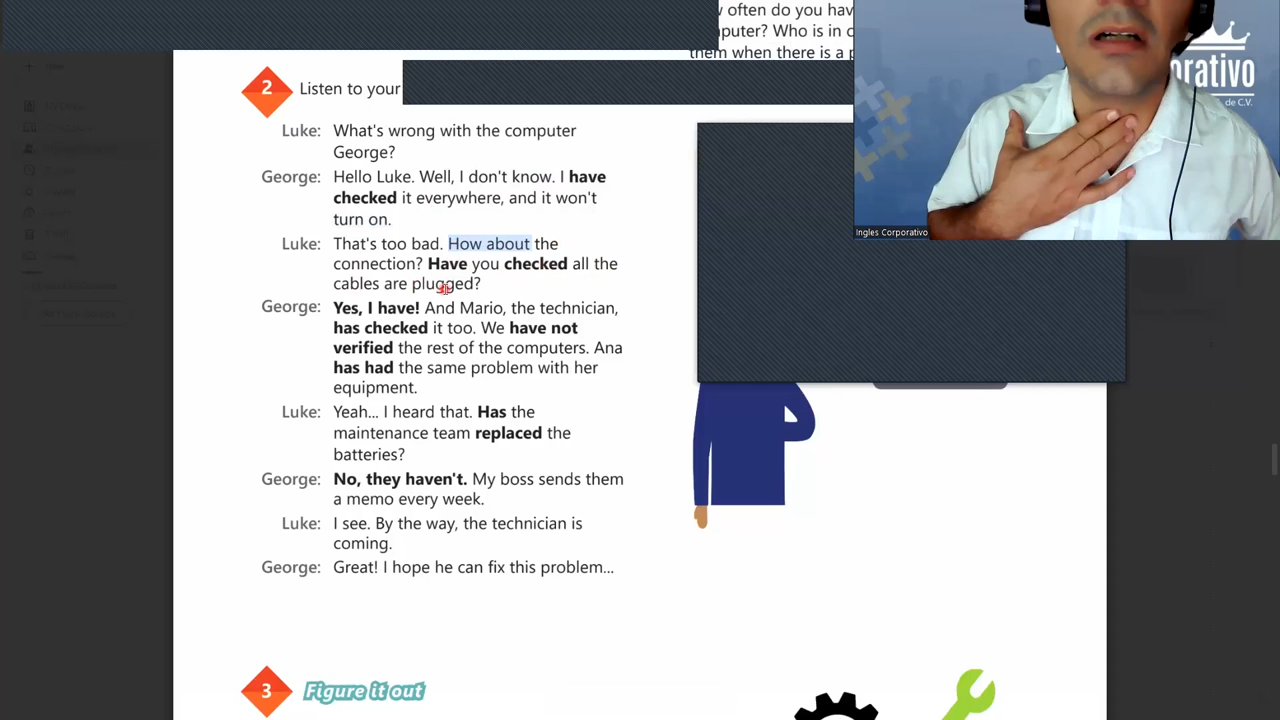 often do you hav
puter? Who is in c
them when there is a p
2 Listen to your
Luke: What's wrong with the computer
George?
George: Hello Luke. Well, I don't know. I have
checked it everywhere, and it won't
turn on.
Luke: That's too bad. How about the
connection? Have you checked all the
cables are plugged?
George: Yes, I have! And Mario, the technician,
has checked it too. We have not
verified the rest of the computers. Ana
has had the same problem with her
equipment.
Luke: Yeah... I heard that. Has the
maintenance team replaced the
batteries?
George: No, they haven't. My boss sends them
a memo every week.
Luke: I see. By the way, the technician is
coming.
George: Great! I hope he can fix this problem...
3 Figure it out
orativo
de C.V.
Ingles Corporativo